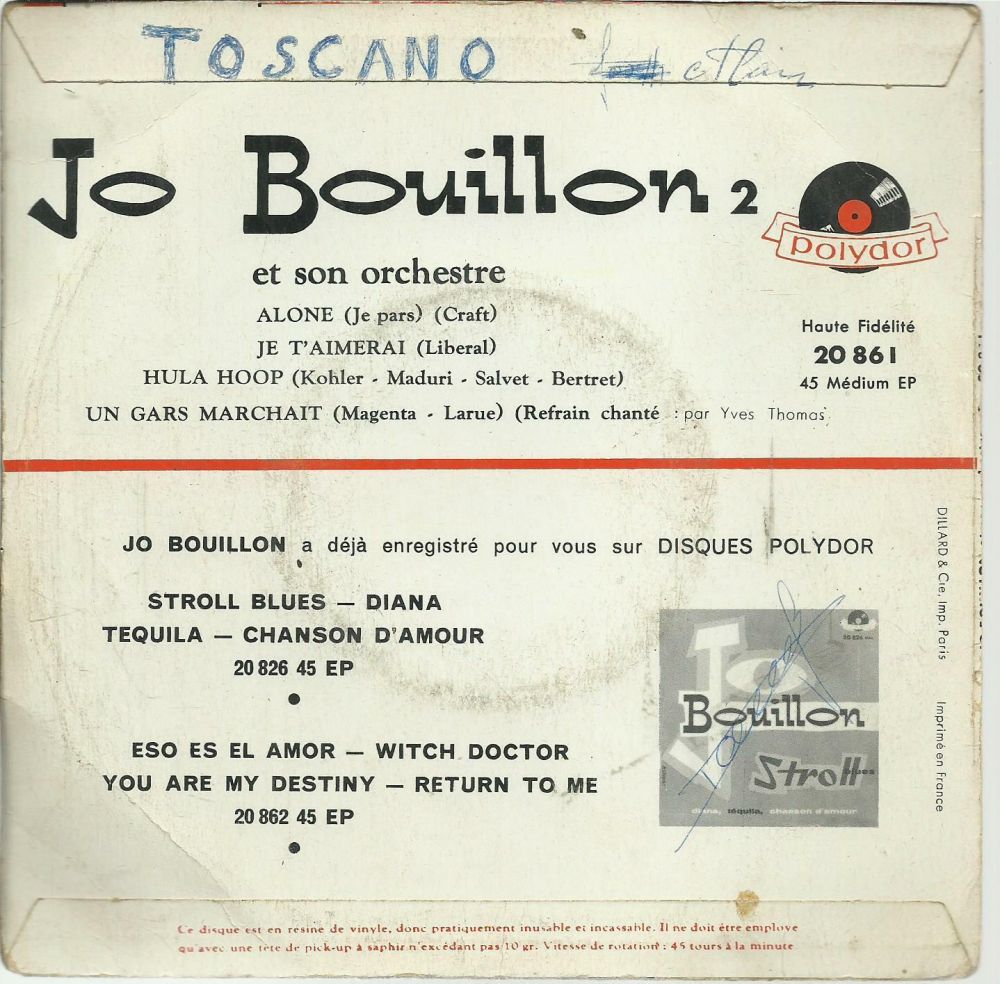 TOSCANO
Jo Bouillon 2
polydor
et son orchestre
ALONE (Je pars) (Craft)
JE T'AIMERAI (Liberal)
HULA HOOP (Kohler - Maduri - Salvet - Bertret)
UN GARS MARCHAIT (Magenta - Larue) (Refrain chanté : par Yves Thomas)
Haute Fidélité
20 861
45 Médium EP
JO BOUILLON a déjà enregistré pour vous sur DISQUES POLYDOR
STROLL BLUES — DIANA
TEQUILA — CHANSON D'AMOUR
20 826 45 EP
ESO ES EL AMOR — WITCH DOCTOR
YOU ARE MY DESTINY — RETURN TO ME
20 862 45 EP
Jo
Bouillon
Stroll
blues
diana, téquila, chanson d'amour
DILLARD & Cie, Imp. Paris
Imprimé en France
Ce disque est en resine de vinyle, donc pratiquement inusable et incassable. Il ne doit être employe
qu'avec une tête de pick-up à saphir n'excédant pas 10 gr. Vitesse de rotation : 45 tours à la minute